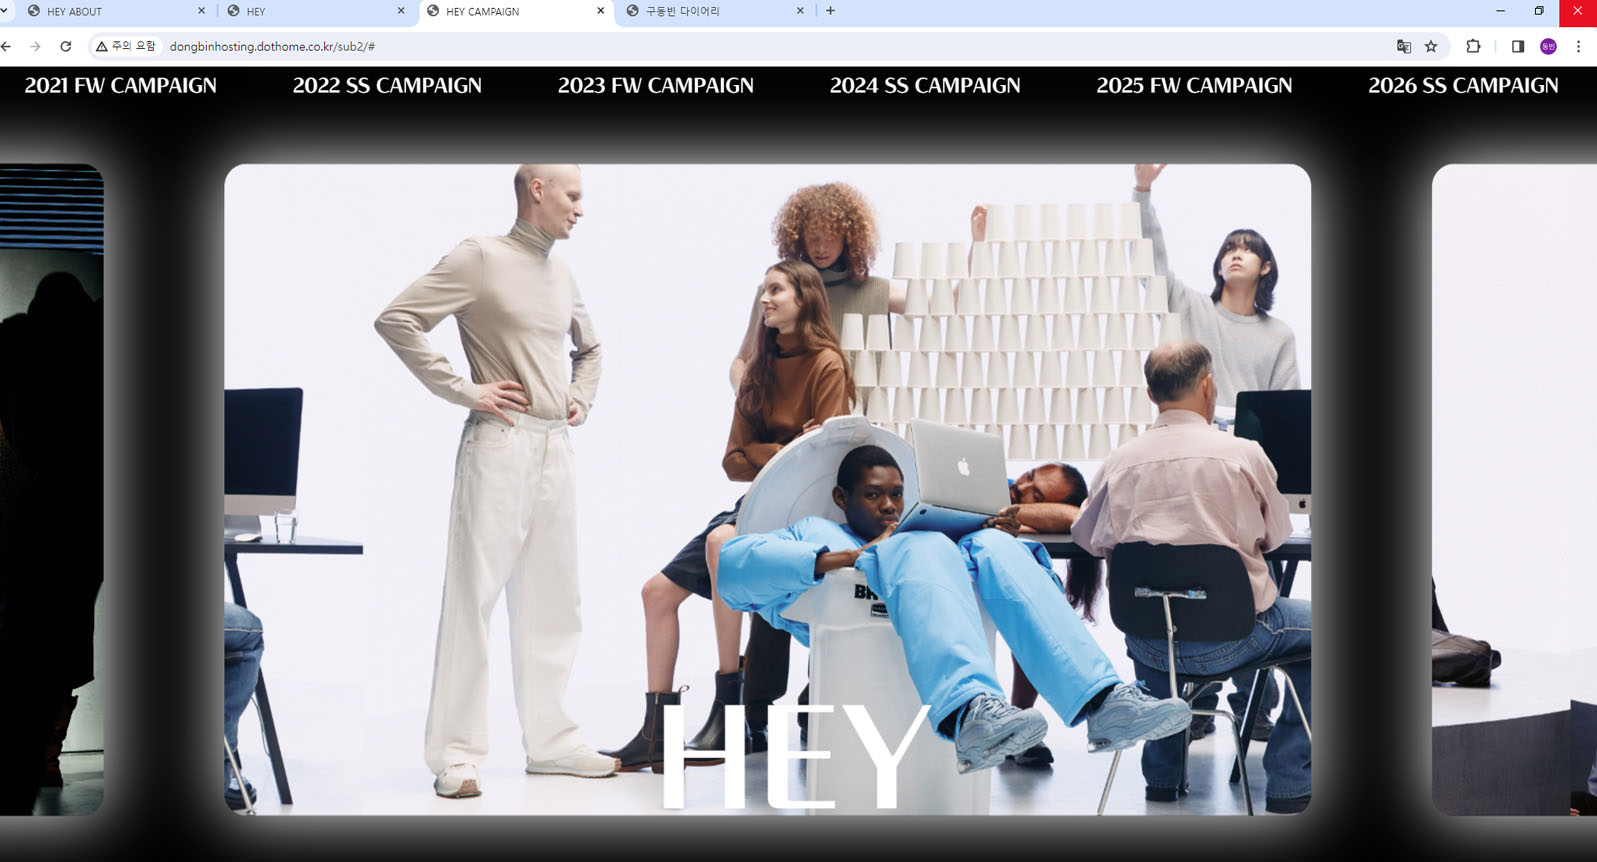 HEY ABOUT
HEY
HEY CAMPAIGN
구동빈 다이어리
주의 요함
dongbinhosting.dothome.co.kr/sub2/#
동빈
2021 FW CAMPAIGN
2022 SS CAMPAIGN
2023 FW CAMPAIGN
2024 SS CAMPAIGN
2025 FW CAMPAIGN
2026 SS CAMPAIGN
HEY